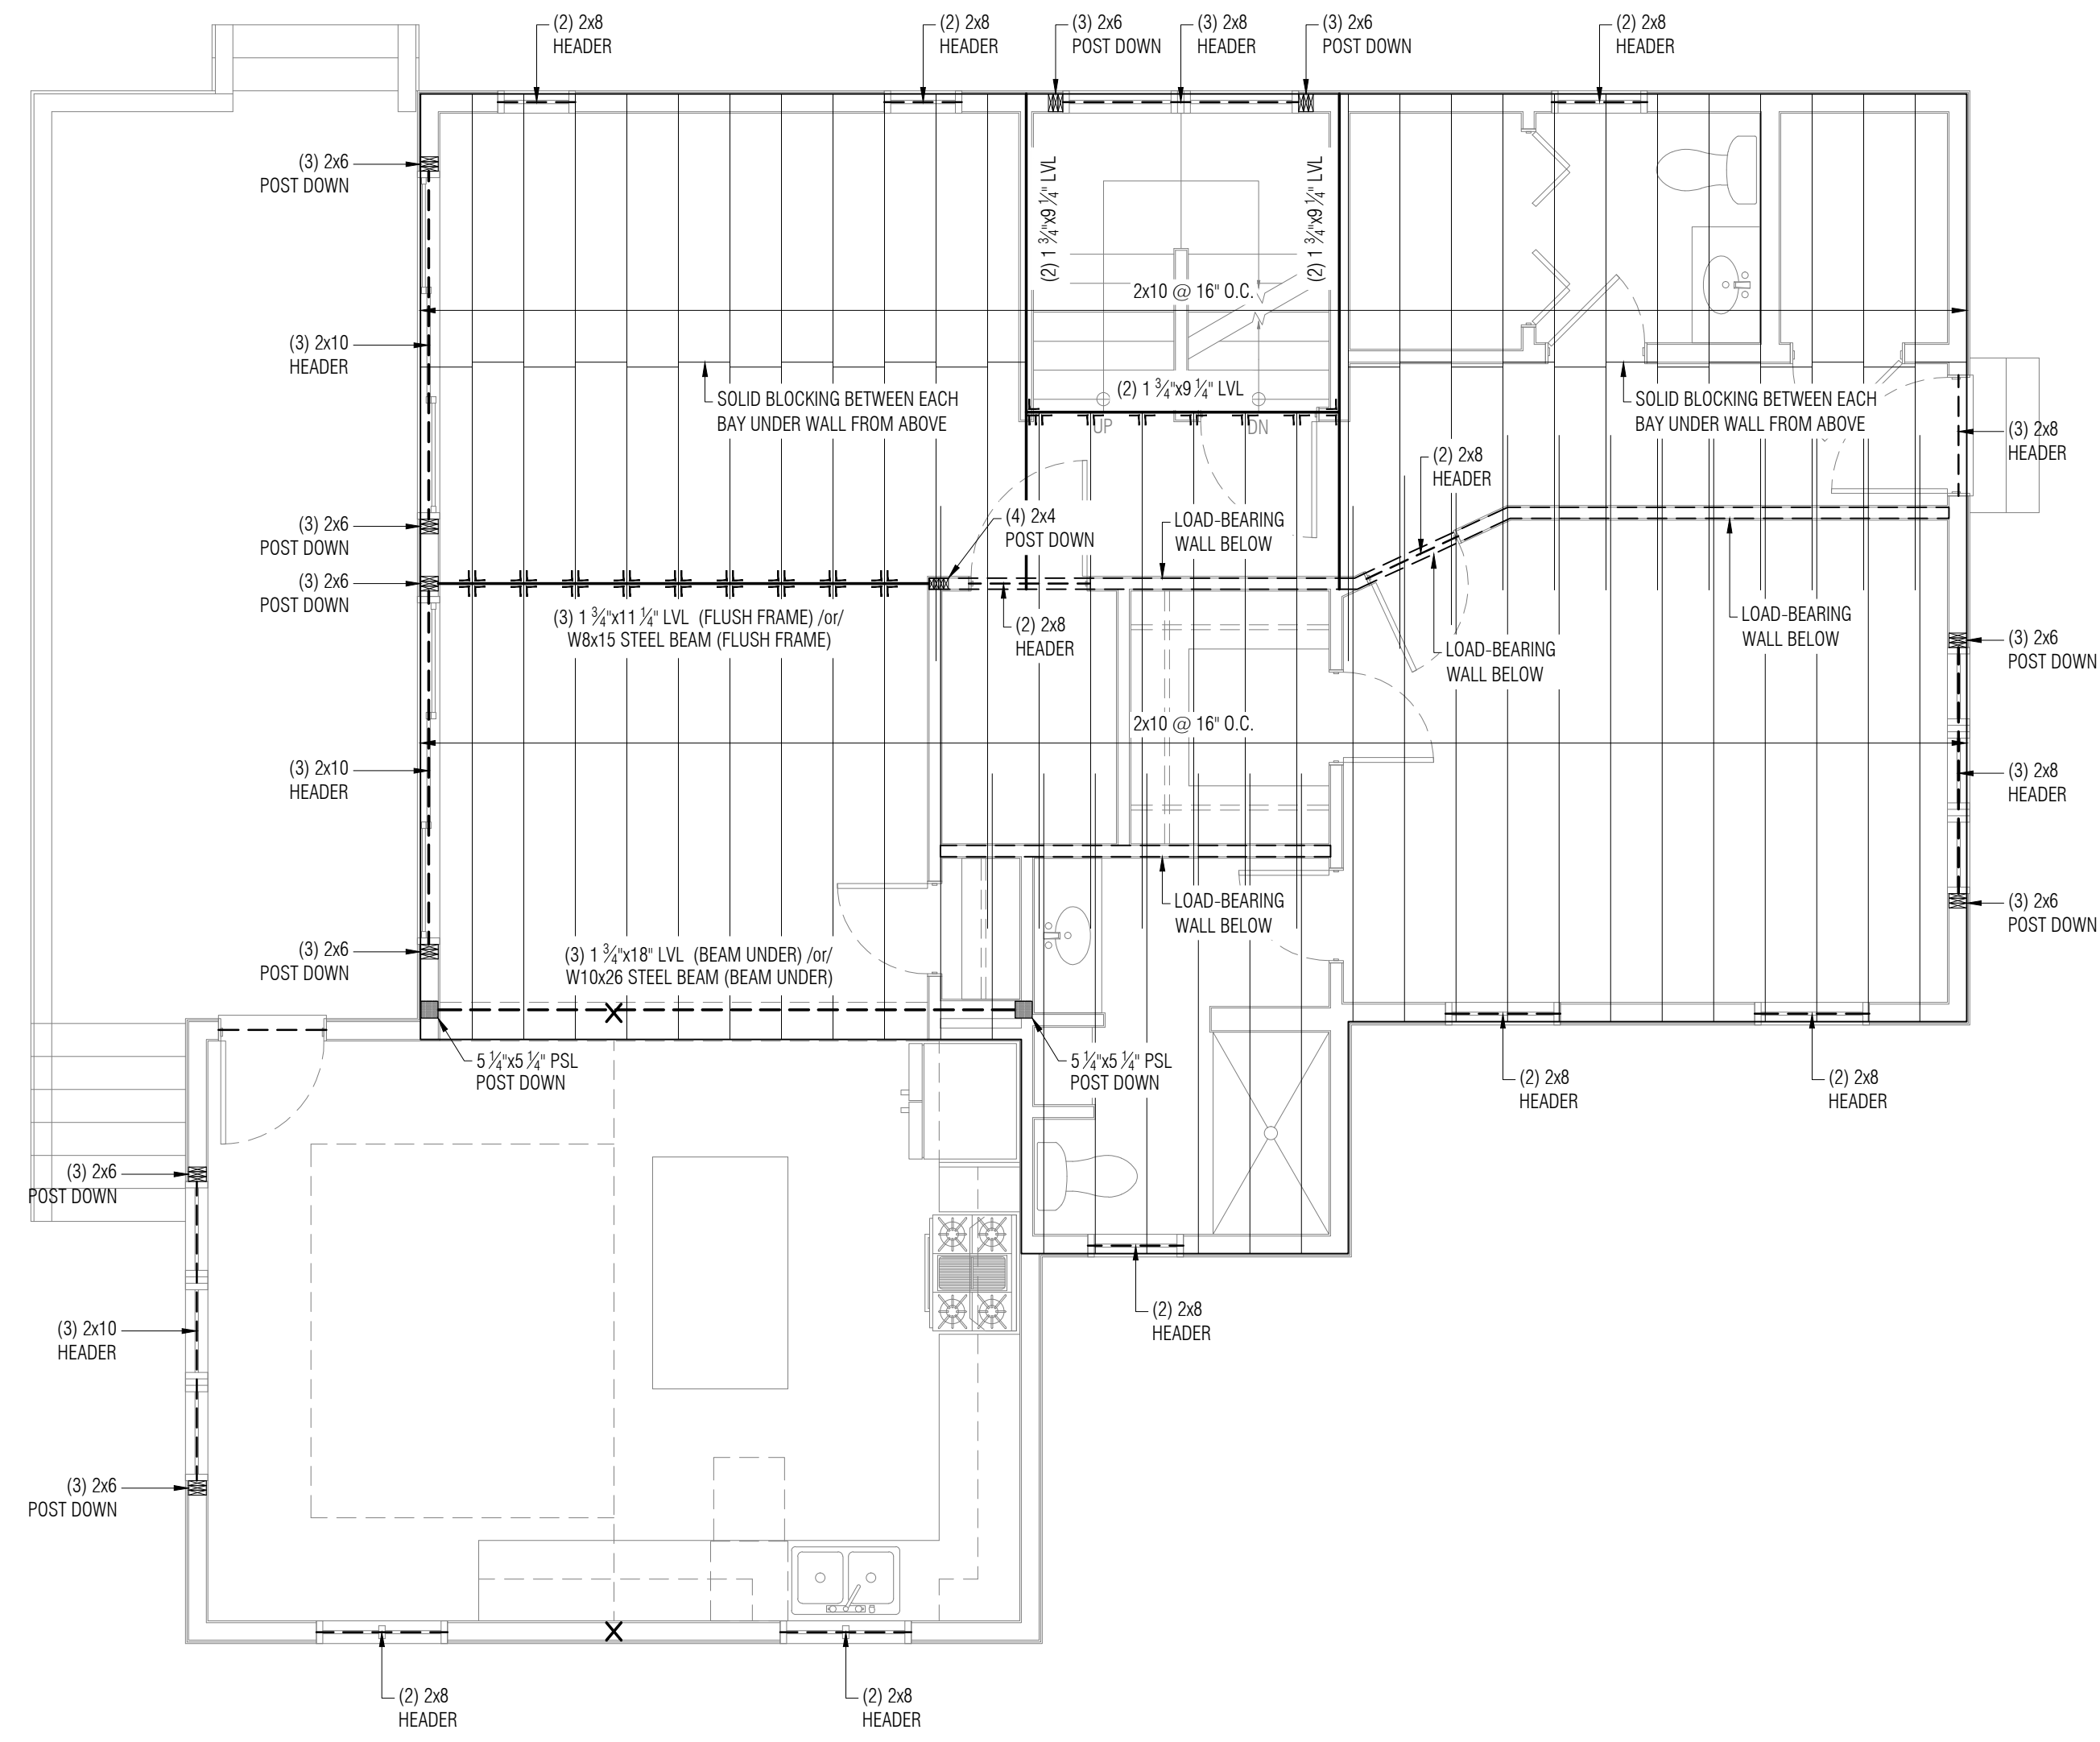 (2) 2x8
HEADER
(2) 2x8
HEADER
(3) 2x6
POST DOWN
(3) 2x8
HEADER
(3) 2x6
POST DOWN
(2) 2x8
HEADER
(3) 2x6
POST DOWN
(2) 1 3/4"x9 1/4" LVL
(2) 1 3/4"x9 1/4" LVL
2x10 @ 16" O.C.
(3) 2x10
HEADER
(2) 1 3/4"x9 1/4" LVL
SOLID BLOCKING BETWEEN EACH
BAY UNDER WALL FROM ABOVE
UP
DN
SOLID BLOCKING BETWEEN EACH
BAY UNDER WALL FROM ABOVE
(3) 2x8
HEADER
(2) 2x8
HEADER
(3) 2x6
POST DOWN
(4) 2x4
POST DOWN
LOAD-BEARING
WALL BELOW
(3) 2x6
POST DOWN
(3) 1 3/4"x11 1/4" LVL (FLUSH FRAME) /or/
W8x15 STEEL BEAM (FLUSH FRAME)
(2) 2x8
HEADER
LOAD-BEARING
WALL BELOW
LOAD-BEARING
WALL BELOW
(3) 2x6
POST DOWN
2x10 @ 16" O.C.
(3) 2x10
HEADER
(3) 2x8
HEADER
LOAD-BEARING
WALL BELOW
(3) 2x6
POST DOWN
(3) 2x6
POST DOWN
(3) 1 3/4"x18" LVL (BEAM UNDER) /or/
W10x26 STEEL BEAM (BEAM UNDER)
5 1/4"x5 1/4" PSL
POST DOWN
5 1/4"x5 1/4" PSL
POST DOWN
(2) 2x8
HEADER
(2) 2x8
HEADER
(3) 2x6
POST DOWN
(2) 2x8
HEADER
(3) 2x10
HEADER
(3) 2x6
POST DOWN
(2) 2x8
HEADER
(2) 2x8
HEADER